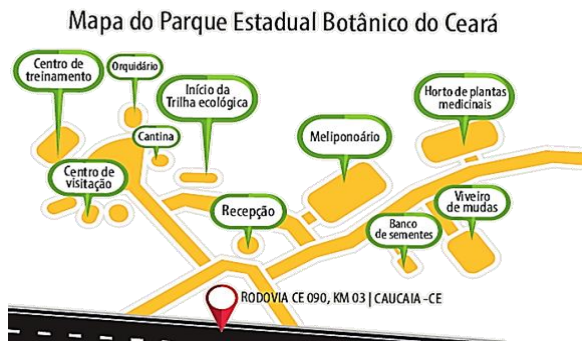 Mapa do Parque Estadual Botânico do Ceará
Centro de
treinamento
Orquidário
Início da
Trilha ecológica
Horto de plantas
medicinais
Cantina
Meliponoário
Centro de
visitação
Recepção
Viveiro
de mudas
Banco
de sementes
RODOVIA CE 090, KM 03 | CAUCAIA -CE